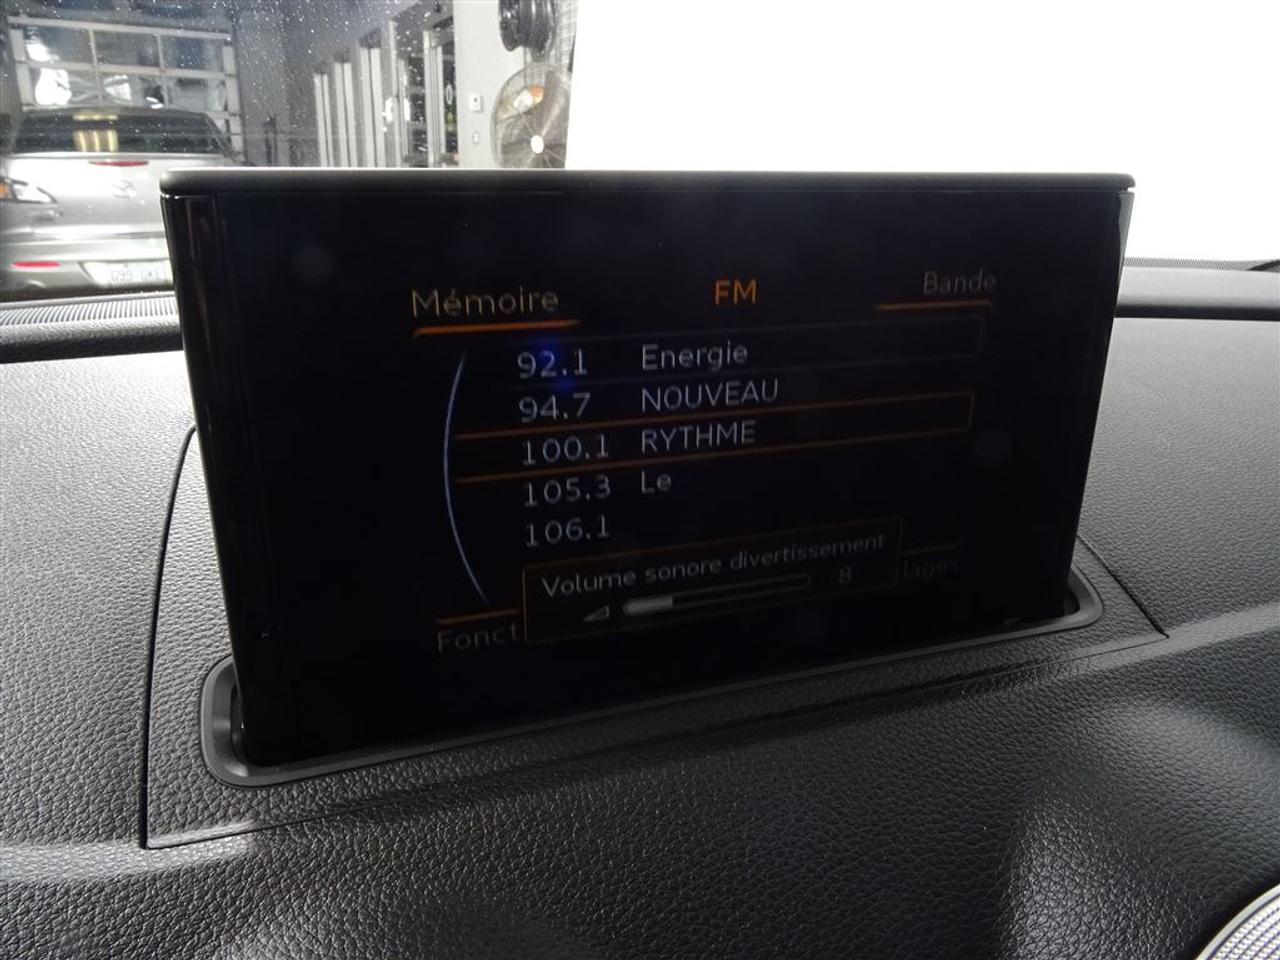 Mémoire FM Bande
92.1 Energie
94.7 NOUVEAU
100.1 RYTHME
105.3 Le
106.1
Volume sonore divertissement
8
Fonct lages